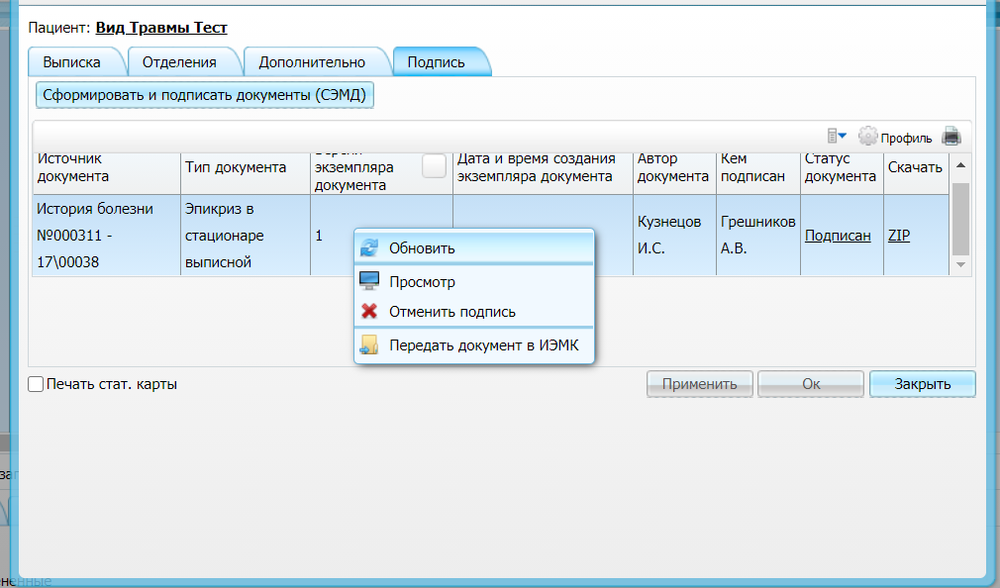 Пациент: Вид Травмы Тест
Выписка
Отделения
Дополнительно
Подпись
Сформировать и подписать документы (СЭМД)
Профиль
Источник
документа
Тип документа
экземпляра
документа
Дата и время создания
экземпляра документа
Автор
документа
Кем
подписан
Статус
документа
Скачать
История болезни
№000311 -
17\00038
Эпикриз в
стационаре
выписной
1
Кузнецов
И.С.
Грешников
А.В.
Подписан
ZIP
Обновить
Просмотр
Отменить подпись
Передать документ в ИЭМК
Печать стат. карты
Применить
Ок
Закрыть